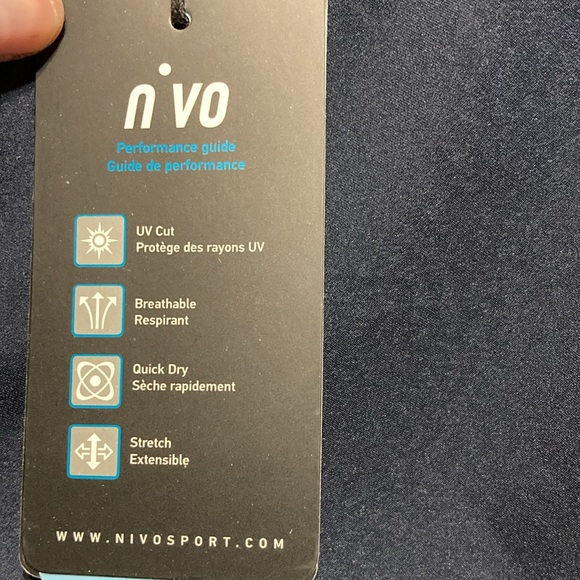 nivo
Performance guide
Guide de performance
UV Cut
Protège des rayons UV
Breathable
Respirant
Quick Dry
Sèche rapidement
Stretch
Extensible
WWW.NIVOSPORT.COM